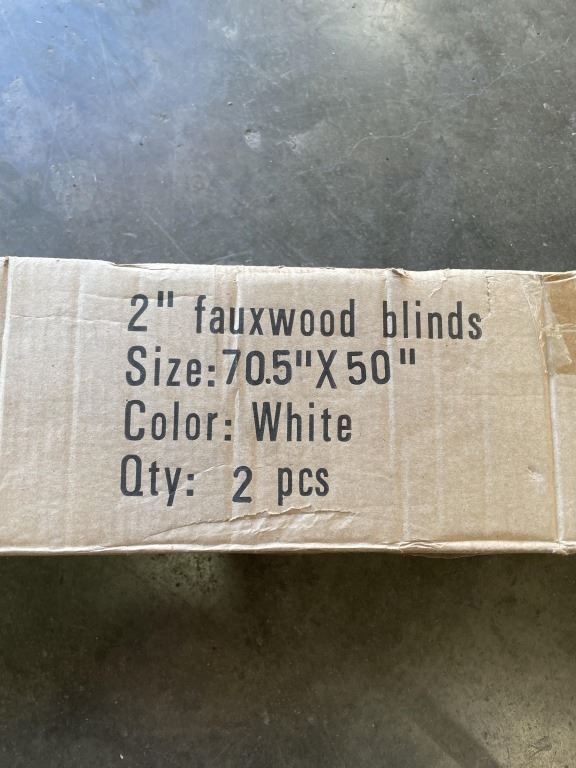 2" fauxwood blinds
Size:70.5"X50"
Color: White
Qty: 2 pcs